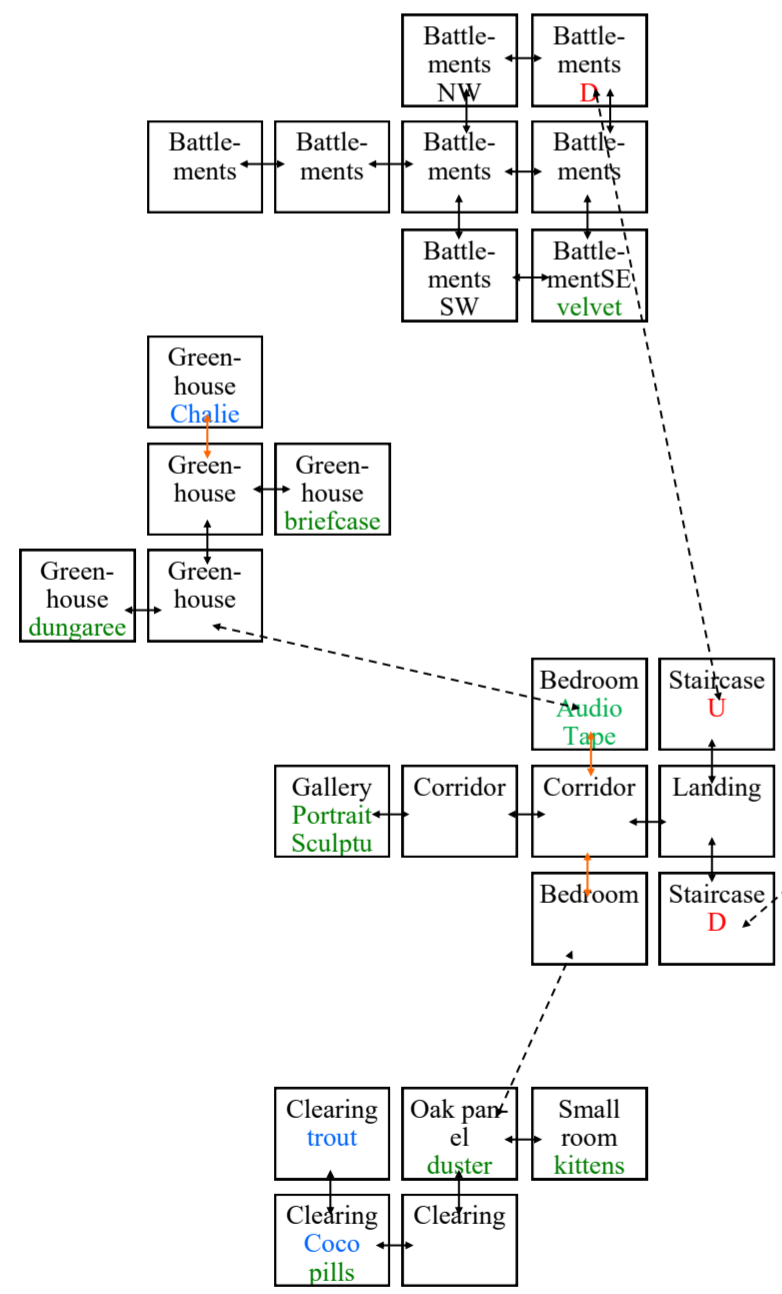 Battle-
ments
NW
Battle-
ments
D
Battle-
ments
Battle-
ments
Battle-
ments
Battle-
ments
Battle-
ments
SW
Battle-
mentSE
velvet
Green-
house
Chalie
Green-
house
Green-
house
briefcase
Green-
house
dungaree
Green-
house
Bedroom
Audio
Tape
Staircase
U
Gallery
Portrait
Sculptu
Corridor
Corridor
Landing
Bedroom
Staircase
D
Clearing
trout
Oak pan-
el
duster
Small
room
kittens
Clearing
Coco
pills
Clearing